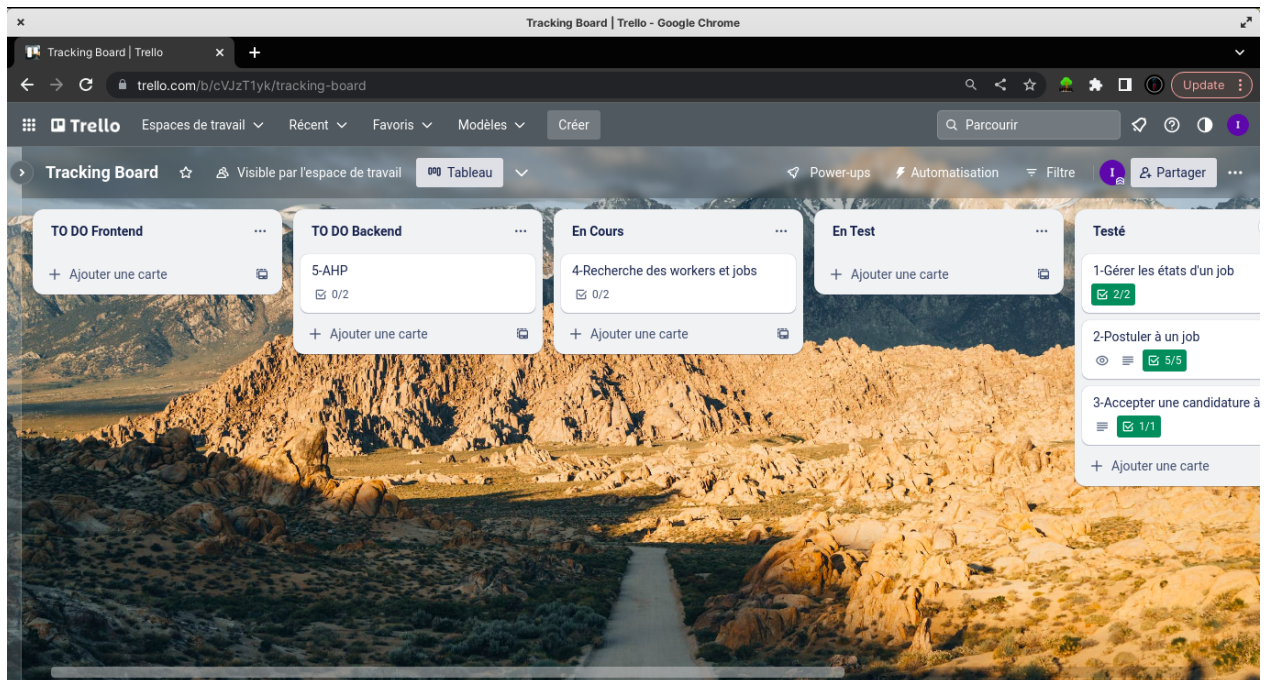 Tracking Board | Trello - Google Chrome
Tracking Board | Trello
trello.com/b/cVJzT1yk/tracking-board
Update
Trello
Espaces de travail
Récent
Favoris
Modèles
Créer
Parcourir
I
Tracking Board
Visible par l'espace de travail
Tableau
Power-ups
Automatisation
Filtre
I
Partager
TO DO Frontend
Ajouter une carte
TO DO Backend
5-AHP
0/2
Ajouter une carte
En Cours
4-Recherche des workers et jobs
0/2
Ajouter une carte
En Test
Ajouter une carte
Testé
1-Gérer les états d'un job
2/2
2-Postuler à un job
5/5
3-Accepter une candidature à
1/1
Ajouter une carte